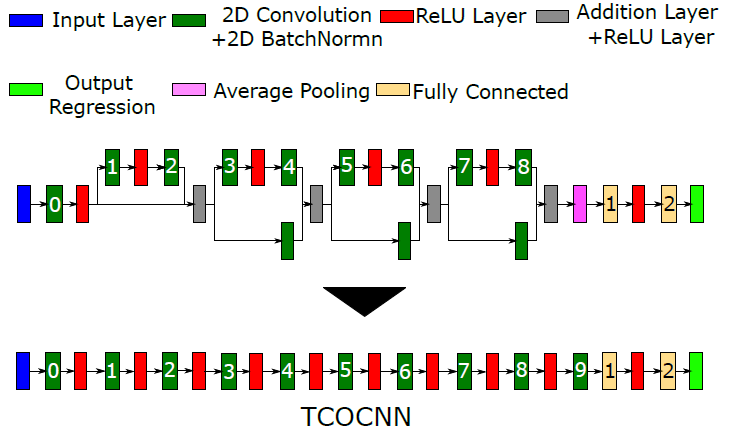 Input Layer
2D Convolution
+2D BatchNormn
ReLU Layer
Addition Layer
+ReLU Layer
Output
Regression
Average Pooling
Fully Connected
1 2 3 4 5 6 7 8
0 1 2
0 1 2 3 4 5 6 7 8 9 1 2
TCOCNN